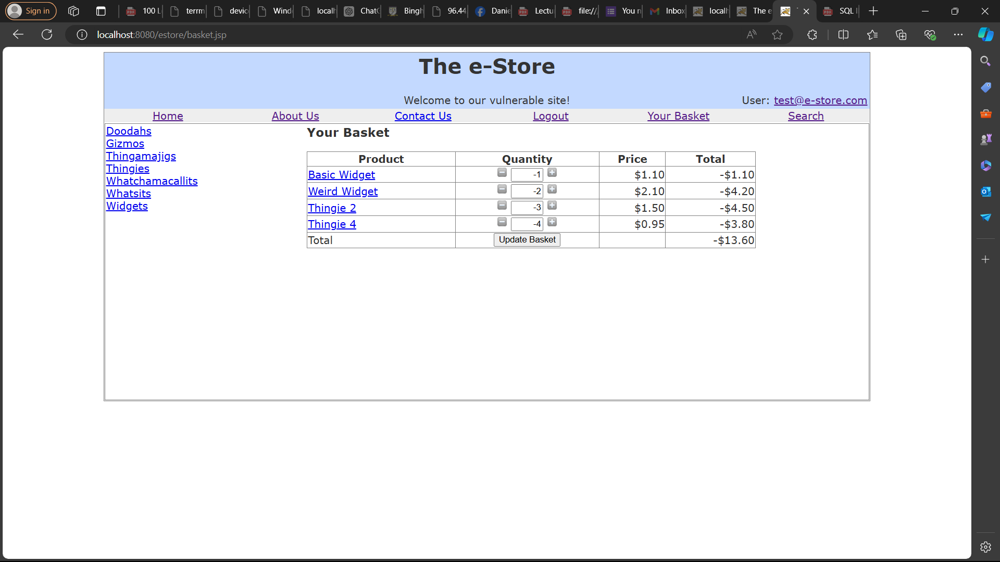 Sign in
100 L
term
devic
Wind
localh
ChatG
Bingh
96.44
Danie
Lectu
file://
You n
Inbox
localh
The e
SQL I
localhost:8080/estore/basket.jsp
The e-Store
Welcome to our vulnerable site!
User: test@e-store.com
Home About Us Contact Us Logout Your Basket Search
Doodahs
Gizmos
Thingamajigs
Thingies
Whatchamacallits
Whatsits
Widgets
Your Basket
Product Quantity Price Total
Basic Widget -1 $1.10 -$1.10
Weird Widget -2 $2.10 -$4.20
Thingie 2 -3 $1.50 -$4.50
Thingie 4 -4 $0.95 -$3.80
Total Update Basket -$13.60